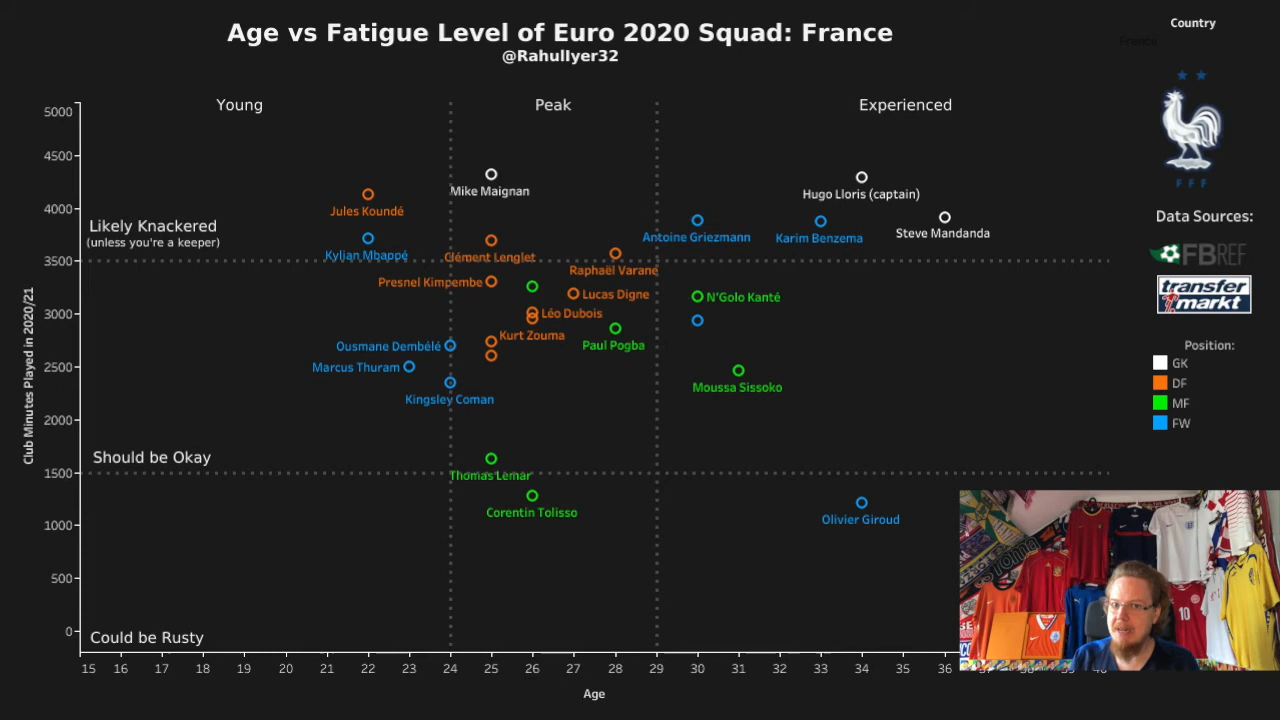 Age vs Fatigue Level of Euro 2020 Squad: France
@RahulIyer32
Country
France
Young
Peak
Experienced
5000
4500
4000
3500
3000
2500
2000
1500
1000
500
0
Club Minutes Played in 2020/21
Likely Knackered
(unless you're a keeper)
Should be Okay
Could be Rusty
Mike Maignan
Hugo Lloris (captain)
Jules Koundé
Steve Mandanda
Antoine Griezmann
Karim Benzema
Kylian Mbappé
Clément Lenglet
Raphaël Varane
Presnel Kimpembe
Lucas Digne
N'Golo Kanté
Léo Dubois
Kurt Zouma
Paul Pogba
Ousmane Dembélé
Marcus Thuram
Moussa Sissoko
Kingsley Coman
Thomas Lemar
Corentin Tolisso
Olivier Giroud
15 16 17 18 19 20 21 22 23 24 25 26 27 28 29 30 31 32 33 34 35 36
Age
F F F
Data Sources:
FBREF
transfer
markt
Position:
GK
DF
MF
FW
10